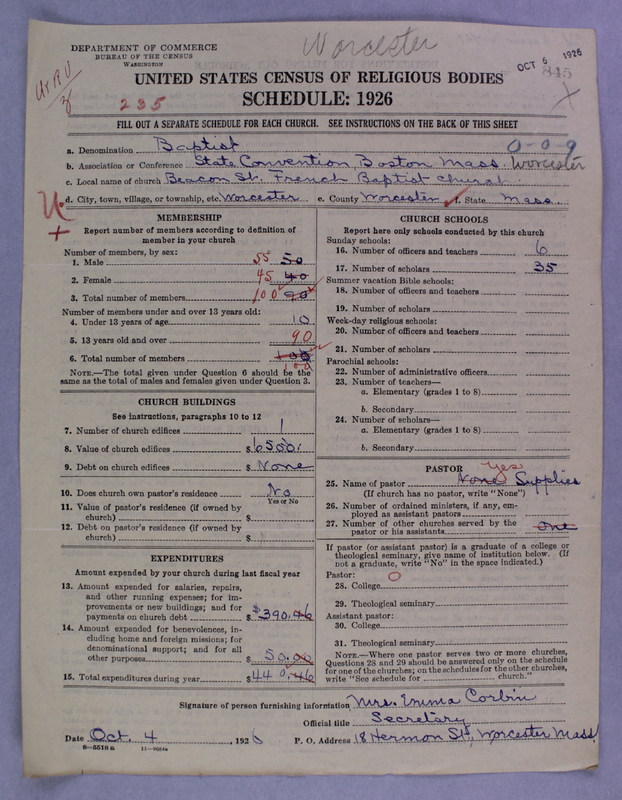 DEPARTMENT OF COMMERCE
BUREAU OF THE CENSUS
WASHINGTON
Worcester
OCT 6 1926
845
235
UNITED STATES CENSUS OF RELIGIOUS BODIES
SCHEDULE: 1926
FILL OUT A SEPARATE SCHEDULE FOR EACH CHURCH. SEE INSTRUCTIONS ON THE BACK OF THIS SHEET
a. Denomination Baptist 0-0-9
b. Association or Conference State Convention Boston Mass. Worcester
c. Local name of church Beacon St. French Baptist church.
d. City, town, village, or township, etc. Worcester e. County Worcester f. State Mass.
MEMBERSHIP
Report number of members according to definition of
member in your church
Number of members, by sex:
1. Male 55 50
2. Female 45 40
3. Total number of members 100 90
Number of members under and over 13 years old:
4. Under 13 years of age 10
5. 13 years old and over 90
6. Total number of members 100
100
NOTE.—The total given under Question 6 should be the
same as the total of males and females given under Question 3.
CHURCH BUILDINGS
See instructions, paragraphs 10 to 12
7. Number of church edifices 1
8. Value of church edifices $6500.
9. Debt on church edifices $ None
10. Does church own pastor's residence No
Yes or No
11. Value of pastor's residence (if owned by
church) $
12. Debt on pastor's residence (if owned by
church) $
EXPENDITURES
Amount expended by your church during last fiscal year
13. Amount expended for salaries, repairs,
and other running expenses; for im-
provements or new buildings; and for
payments on church debt $ $390.46
14. Amount expended for benevolences, in-
cluding home and foreign missions; for
denominational support; and for all
other purposes $ 50.00
15. Total expenditures during year $440.46
CHURCH SCHOOLS
Report here only schools conducted by this church
Sunday schools:
16. Number of officers and teachers 6
17. Number of scholars 35
Summer vacation Bible schools:
18. Number of officers and teachers
19. Number of scholars
Week-day religious schools:
20. Number of officers and teachers
21. Number of scholars
Parochial schools:
22. Number of administrative officers
23. Number of teachers—
a. Elementary (grades 1 to 8)
b. Secondary
24. Number of scholars—
a. Elementary (grades 1 to 8)
b. Secondary
PASTOR
yes
25. Name of pastor None Supplies
(If church has no pastor, write "None")
26. Number of ordained ministers, if any, em-
ployed as assistant pastors
27. Number of other churches served by the
pastor or his assistants one
If pastor (or assistant pastor) is a graduate of a college or
theological seminary, give name of institution below. (If
not a graduate, write "No" in the space indicated.)
Pastor: O
28. College
29. Theological seminary
Assistant pastor:
30. College
31. Theological seminary
NOTE.—Where one pastor serves two or more churches,
Questions 28 and 29 should be answered only on the schedule
for one of the churches; on the schedules for the other churches,
write "See schedule for church."
Signature of person furnishing information Mrs. Emma Corbin
Official title Secretary
Date Oct. 4, 1926 P. O. Address 18 Hermon St., Worcester Mass.
8-5518a 11-9664a